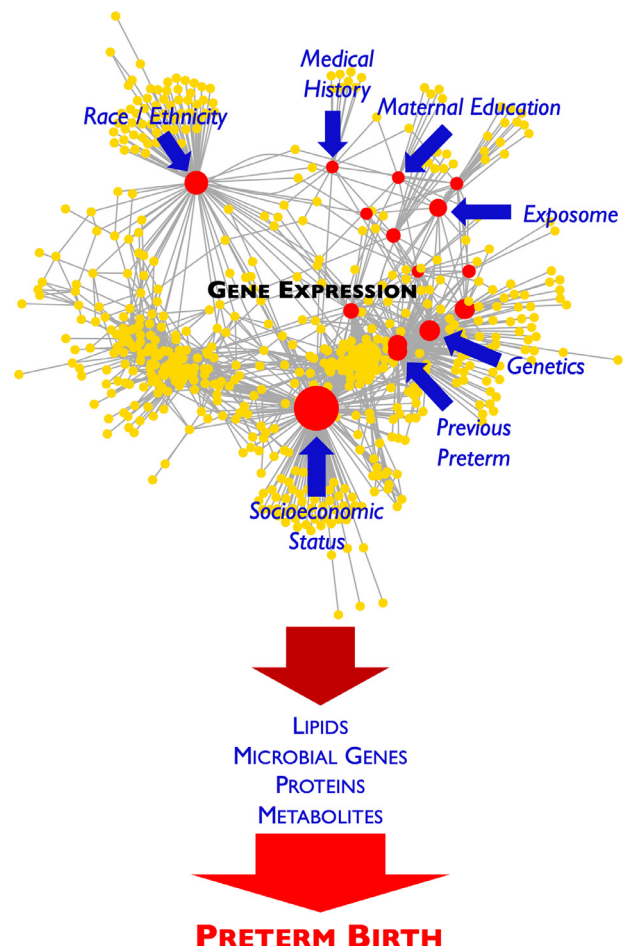 Medical
History
Maternal Education
Race / Ethnicity
Exposome
GENE EXPRESSION
Genetics
Previous
Preterm
Socioeconomic
Status
LIPIDS
MICROBIAL GENES
PROTEINS
METABOLITES
PRETERM BIRTH